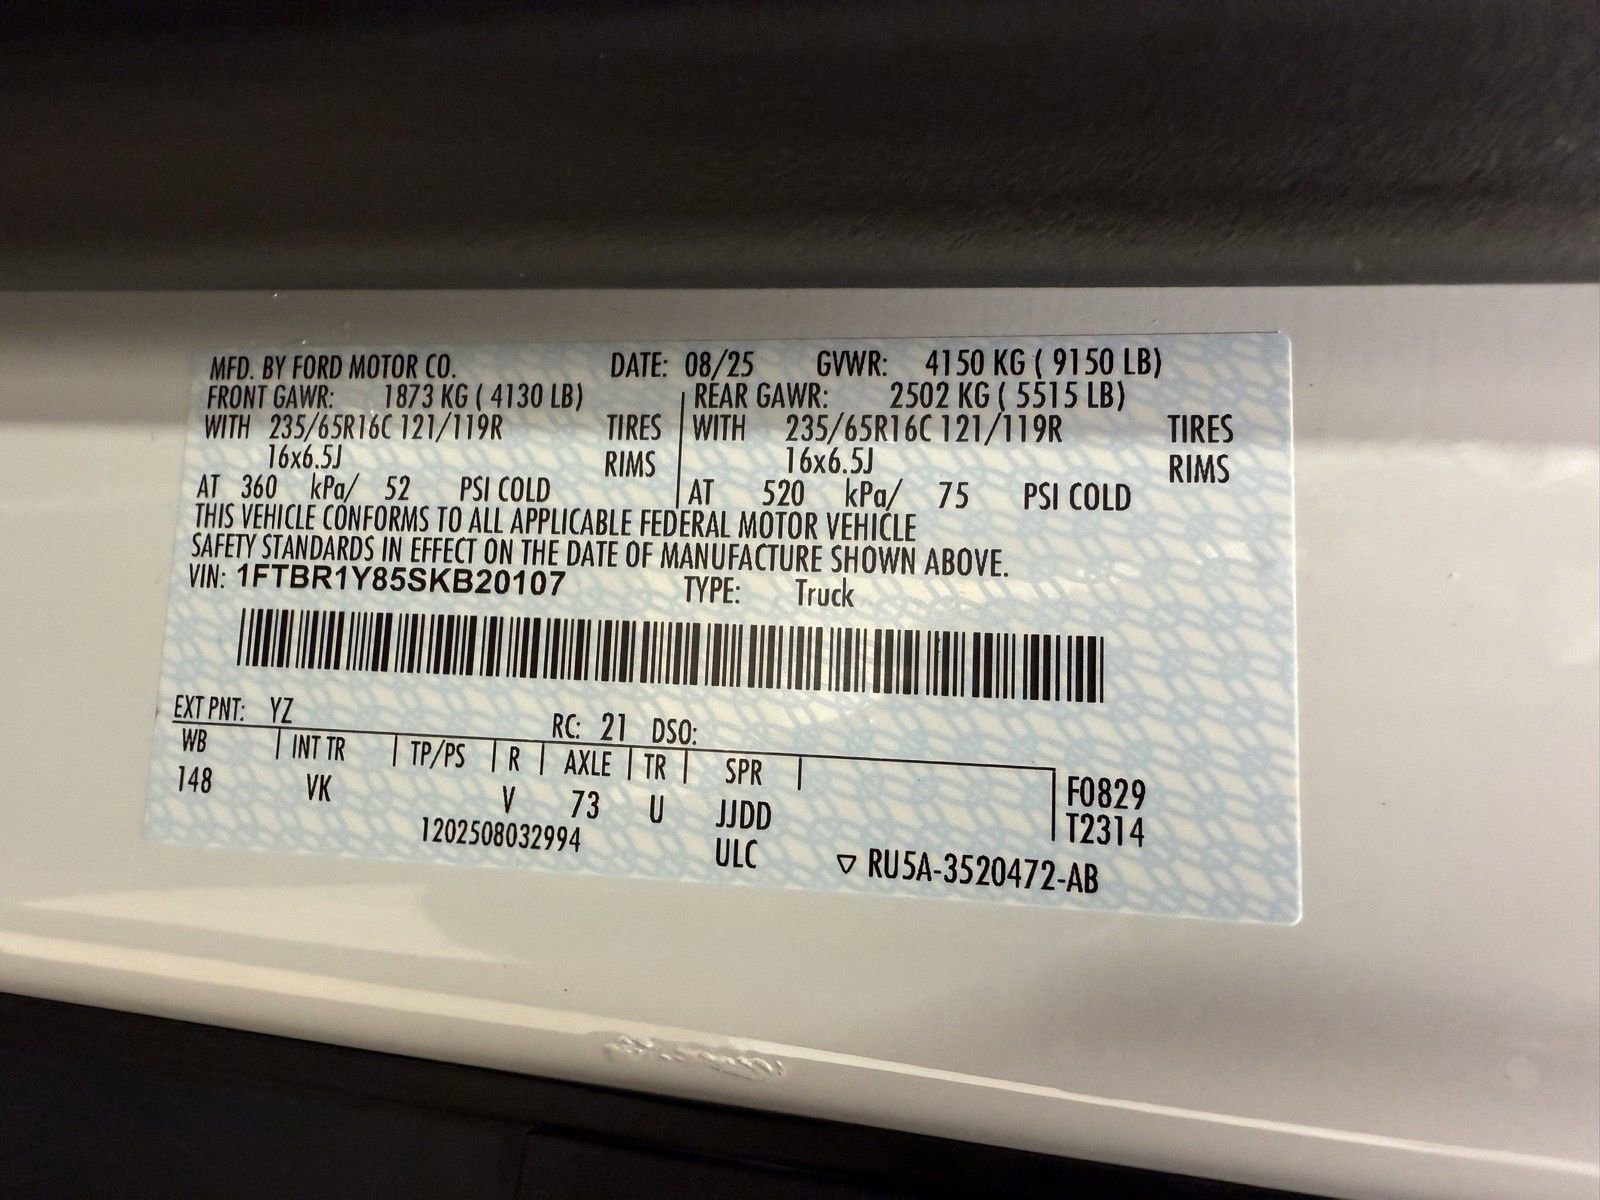 MFD. BY FORD MOTOR CO. DATE: 08/25 GVWR: 4150 KG ( 9150 LB)
FRONT GAWR: 1873 KG ( 4130 LB) REAR GAWR: 2502 KG ( 5515 LB)
WITH 235/65R16C 121/119R TIRES WITH 235/65R16C 121/119R TIRES
16x6.5J RIMS 16x6.5J RIMS
AT 360 kPa/ 52 PSI COLD AT 520 kPa/ 75 PSI COLD
THIS VEHICLE CONFORMS TO ALL APPLICABLE FEDERAL MOTOR VEHICLE
SAFETY STANDARDS IN EFFECT ON THE DATE OF MANUFACTURE SHOWN ABOVE.
VIN: 1FTBR1Y85SKB20107 TYPE: Truck
EXT PNT: YZ RC: 21 DSO:
WB INT TR TP/PS R AXLE TR SPR F0829
148 VK V 73 U JJDD T2314
1202508032994 ULC ▽ RU5A-3520472-AB